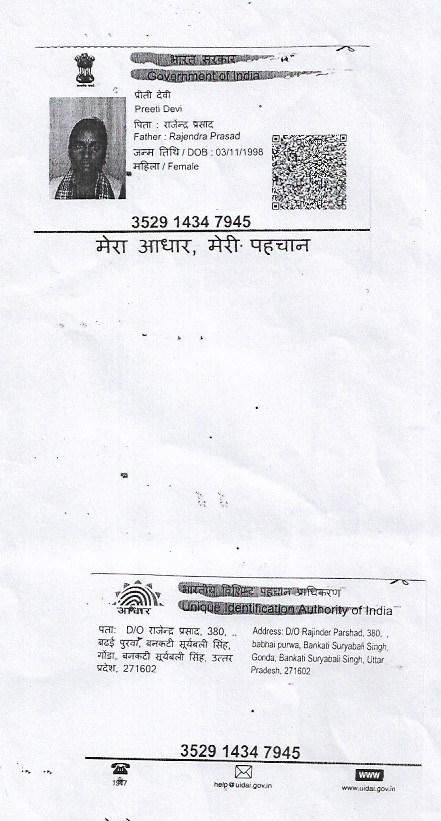 भारत सरकार
Government of India
प्रीती देवी
Preeti Devi
पिता : राजेन्द्र प्रसाद
Father : Rajendra Prasad
जन्म तिथि / DOB : 03/11/1998
महिला / Female
3529 1434 7945
मेरा आधार, मेरी पहचान
भारतीय विशिष्ट पहचान प्राधिकरण
Unique Identification Authority of India
आधार
पता: D/O राजेन्द्र प्रसाद, 380, .,
बढई पुरवा, बनकटी सूर्यबली सिंह,
गोंडा, बनकटी सूर्यबली सिंह, उत्तर
प्रदेश, 271602
Address: D/O Rajinder Parshad, 380, .,
babhai purwa, Bankati Suryabali Singh,
Gonda, Bankati Suryabali Singh, Uttar
Pradesh, 271602
3529 1434 7945
1947
help@uidai.gov.in
WWW
www.uidai.gov.in